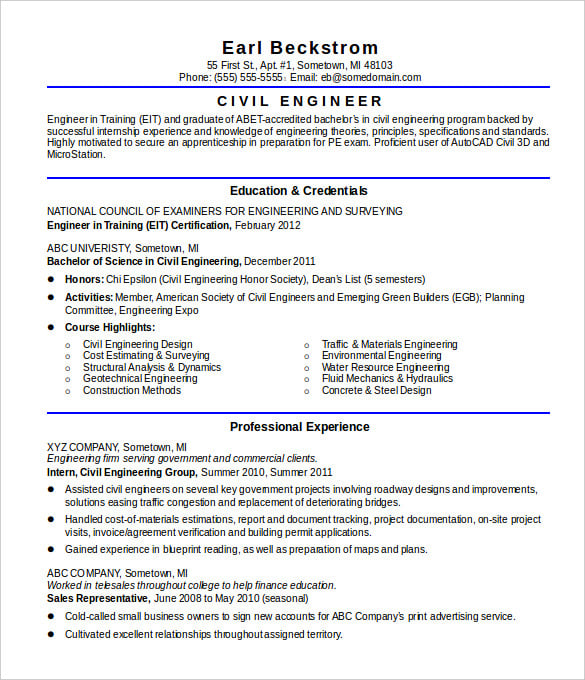 Earl Beckstrom
55 First St., Apt. #1, Sometown, MI 48103
Phone: (555) 555-5555 Email: eb@somedomain.com
CIVIL ENGINEER
Engineer in Training (EIT) and graduate of ABET-accredited bachelor's in civil engineering program backed by
successful internship experience and knowledge of engineering theories, principles, specifications and standards.
Highly motivated to secure an apprenticeship in preparation for PE exam. Proficient user of AutoCAD Civil 3D and
MicroStation.
Education & Credentials
NATIONAL COUNCIL OF EXAMINERS FOR ENGINEERING AND SURVEYING
Engineer in Training (EIT) Certification, February 2012
ABC UNIVERISTY, Sometown, MI
Bachelor of Science in Civil Engineering, December 2011
● Honors: Chi Epsilon (Civil Engineering Honor Society), Dean's List (5 semesters)
● Activities: Member, American Society of Civil Engineers and Emerging Green Builders (EGB); Planning
Committee, Engineering Expo
● Course Highlights:
o Civil Engineering Design
o Cost Estimating & Surveying
o Structural Analysis & Dynamics
o Geotechnical Engineering
o Construction Methods
o Traffic & Materials Engineering
o Environmental Engineering
o Water Resource Engineering
o Fluid Mechanics & Hydraulics
o Concrete & Steel Design
Professional Experience
XYZ COMPANY, Sometown, MI
Engineering firm serving government and commercial clients.
Intern, Civil Engineering Group, Summer 2010, Summer 2011
● Assisted civil engineers on several key government projects involving roadway designs and improvements,
solutions easing traffic congestion and replacement of deteriorating bridges.
● Handled cost-of-materials estimations, report and document tracking, project documentation, on-site project
visits, invoice/agreement verification and building permit applications.
● Gained experience in blueprint reading, as well as preparation of maps and plans.
ABC COMPANY, Sometown, MI
Worked in telesales throughout college to help finance education.
Sales Representative, June 2008 to May 2010 (seasonal)
● Cold-called small business owners to sign new accounts for ABC Company's print advertising service.
● Cultivated excellent relationships throughout assigned territory.